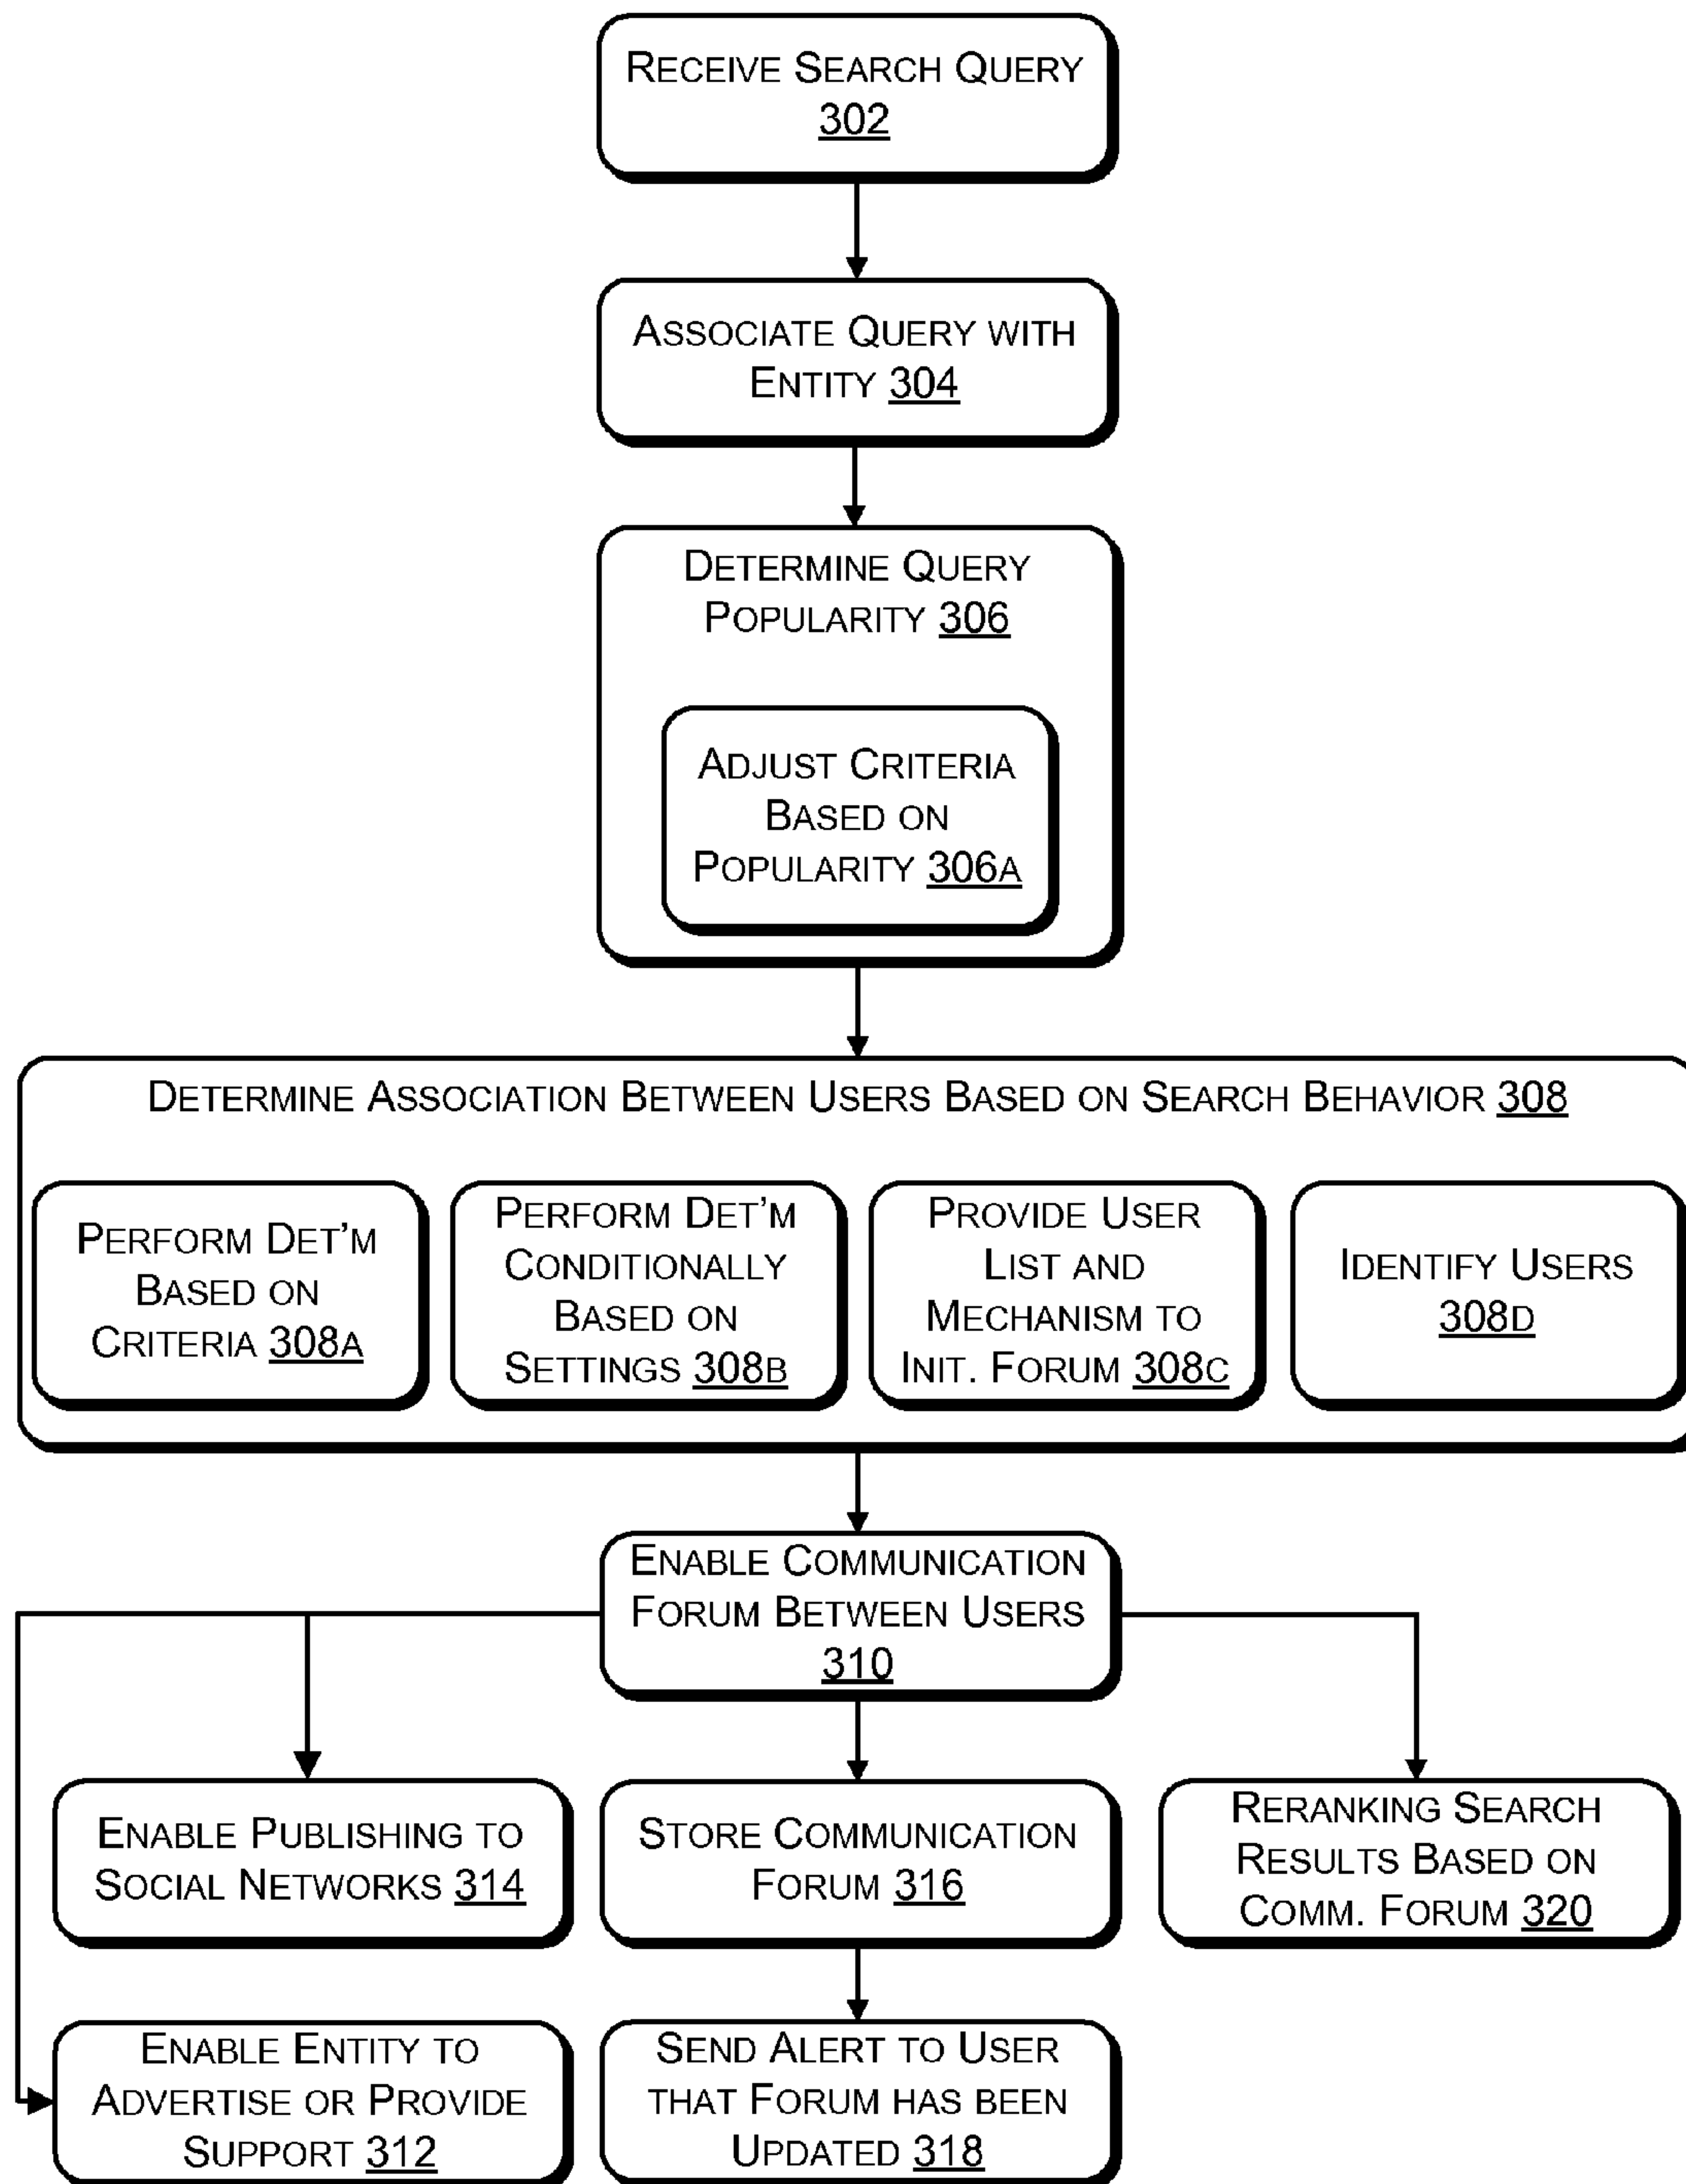 RECEIVE SEARCH QUERY
302
ASSOCIATE QUERY WITH
ENTITY 304
DETERMINE QUERY
POPULARITY 306
ADJUST CRITERIA
BASED ON
POPULARITY 306A
DETERMINE ASSOCIATION BETWEEN USERS BASED ON SEARCH BEHAVIOR 308
PERFORM DET'M
BASED ON
CRITERIA 308A
PERFORM DET'M
CONDITIONALLY
BASED ON
SETTINGS 308B
PROVIDE USER
LIST AND
MECHANISM TO
INIT. FORUM 308C
IDENTIFY USERS
308D
ENABLE COMMUNICATION
FORUM BETWEEN USERS
310
ENABLE PUBLISHING TO
SOCIAL NETWORKS 314
STORE COMMUNICATION
FORUM 316
RERANKING SEARCH
RESULTS BASED ON
COMM. FORUM 320
ENABLE ENTITY TO
ADVERTISE OR PROVIDE
SUPPORT 312
SEND ALERT TO USER
THAT FORUM HAS BEEN
UPDATED 318